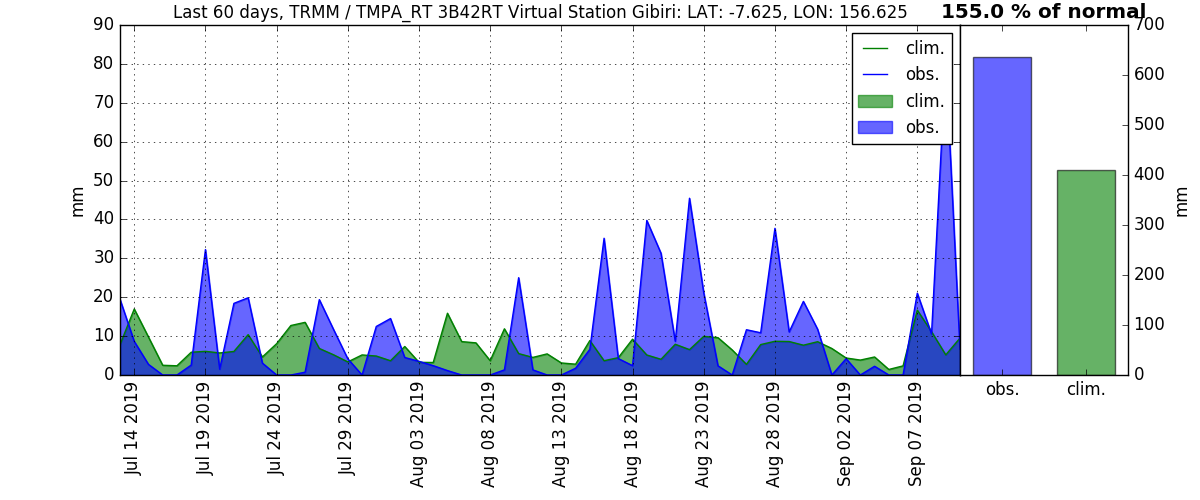 Last 60 days, TRMM / TMPA_RT 3B42RT Virtual Station Gibiri: LAT: -7.625, LON: 156.625
155.0 % of normal
90
80
70
60
50
40
30
20
10
0
mm
clim.
obs.
clim.
obs.
700
600
500
400
300
200
100
0
mm
obs.
clim.
Jul 14 2019
Jul 19 2019
Jul 24 2019
Jul 29 2019
Aug 03 2019
Aug 08 2019
Aug 13 2019
Aug 18 2019
Aug 23 2019
Aug 28 2019
Sep 02 2019
Sep 07 2019